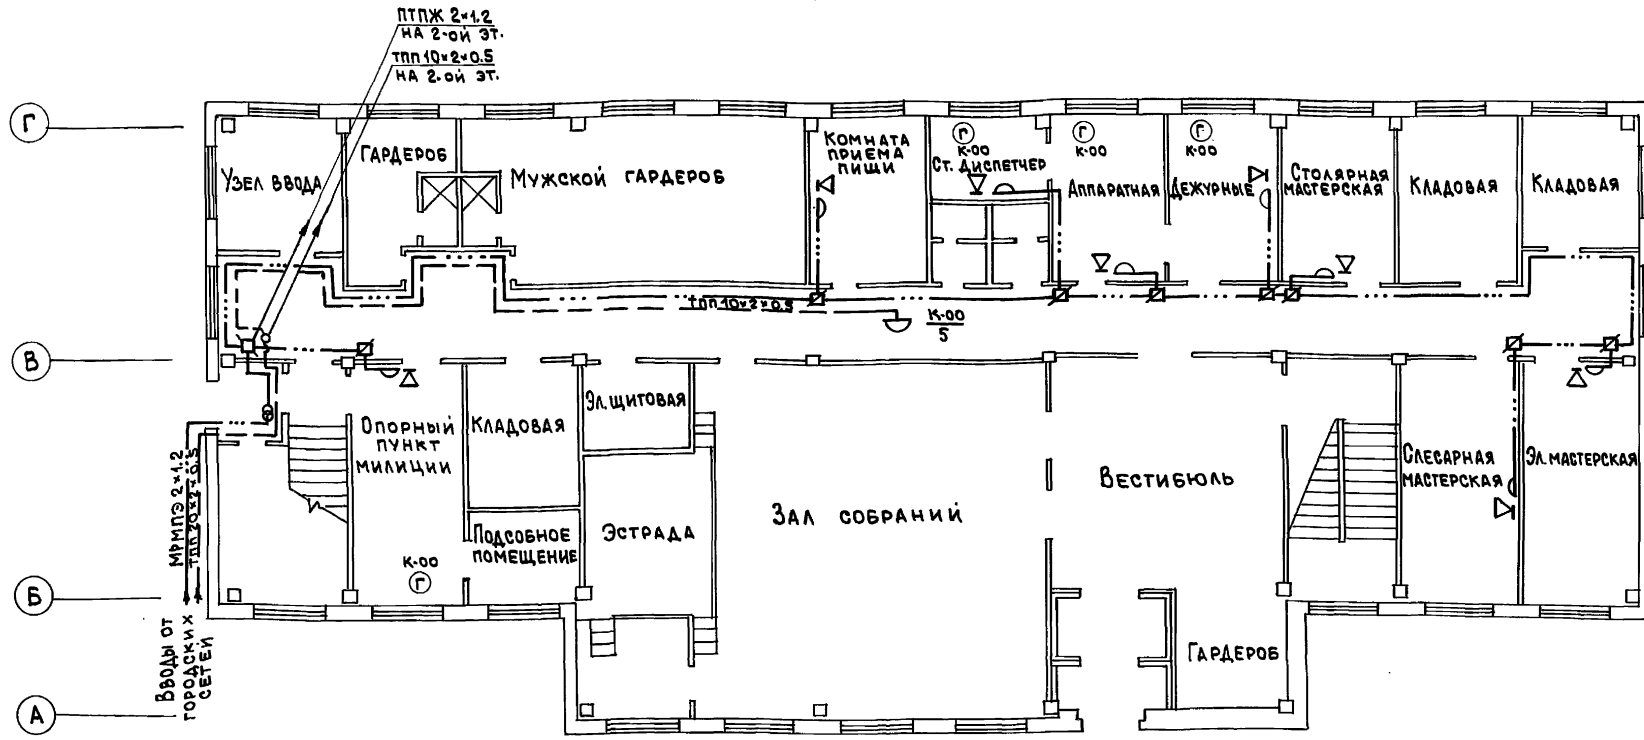 ПТПЖ 2×1.2
НА 2-ОЙ ЭТ.
ТПП 10×2×0.5
НА 2-ОЙ ЭТ.
Г
УЗЕЛ ВВОДА
ГАРДЕРОБ
МУЖСКОЙ ГАРДЕРОБ
КОМНАТА
ПРИЕМА
ПИЩИ
Г
К-00
СТ. ДИСПЕТЧЕР
Г
К-00
АППАРАТНАЯ
Г
К-00
ДЕЖУРНЫЕ
СТОЛЯРНАЯ
МАСТЕРСКАЯ
КЛАДОВАЯ
КЛАДОВАЯ
ТПП 10×2×0.5
К-00
5
В
ОПОРНЫЙ
ПУНКТ
МИЛИЦИИ
КЛАДОВАЯ
ЭЛ. ЩИТОВАЯ
ЗАЛ СОБРАНИЙ
ВЕСТИБЮЛЬ
СЛЕСАРНАЯ
МАСТЕРСКАЯ
ЭЛ. МАСТЕРСКАЯ
МРМПЭ 2×1.2
ТПП 20×2×0.5
ПОДСОБНОЕ
ПОМЕЩЕНИЕ
ЭСТРАДА
К-00
Г
Б
ВВОДЫ ОТ
ГОРОДСКИХ
СЕТЕЙ
ГАРДЕРОБ
А